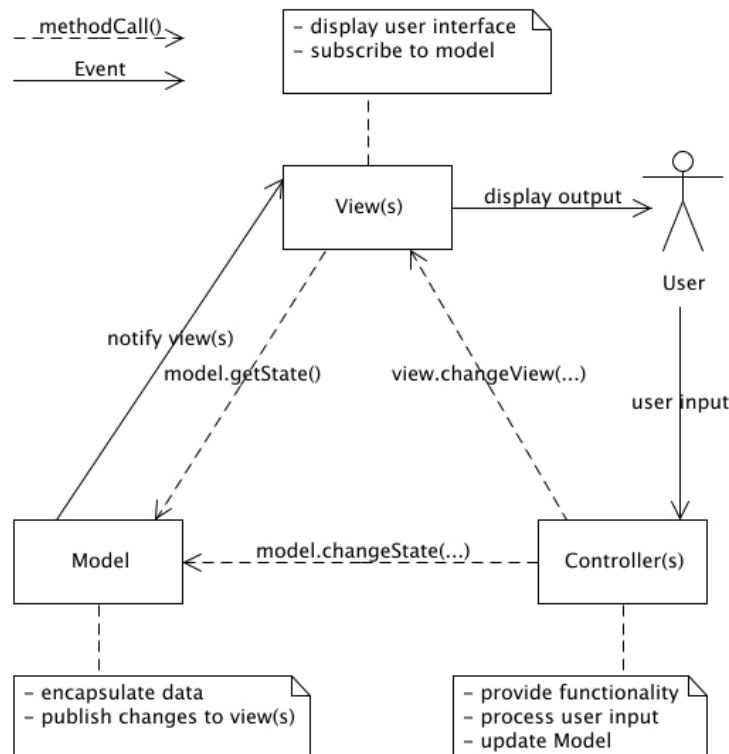 methodCall()
Event
- display user interface
- subscribe to model
View(s)
display output
User
notify view(s)
model.getState()
view.changeView(...)
user input
Model
model.changeState(...)
Controller(s)
- encapsulate data
- publish changes to view(s)
- provide functionality
- process user input
- update Model